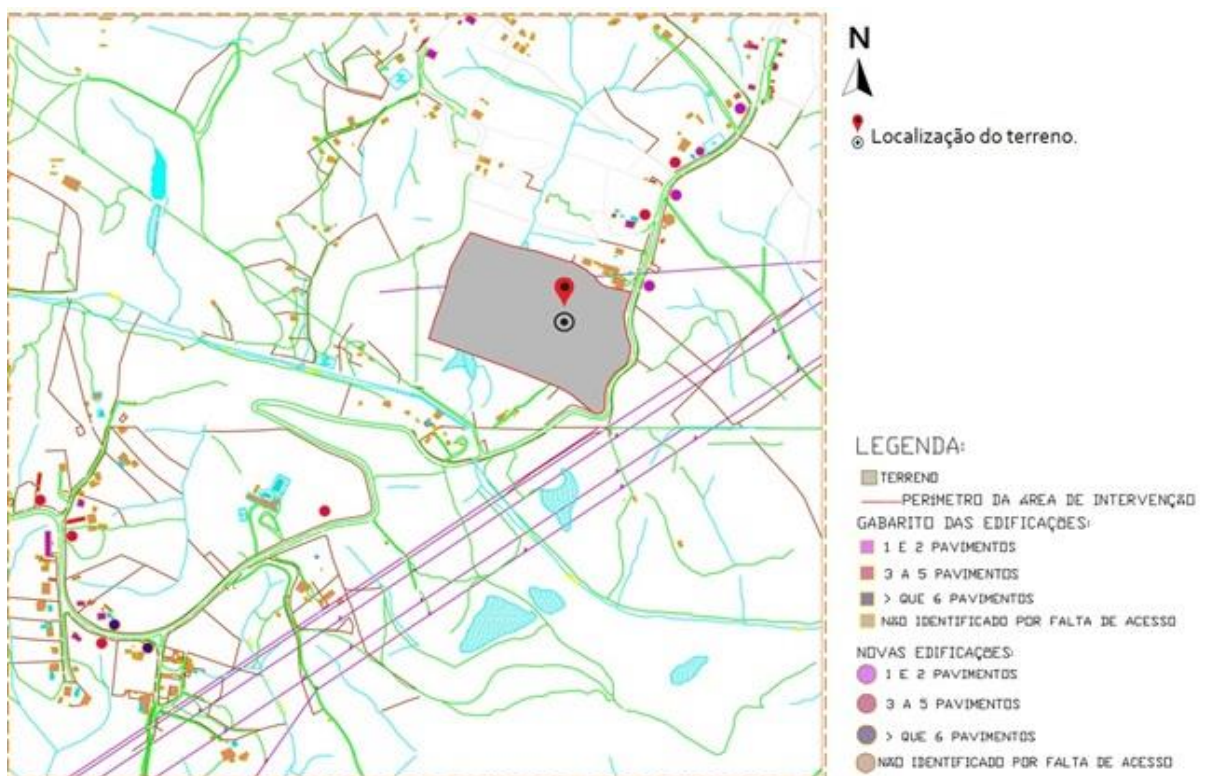 N
Localização do terreno.
LEGENDA:
TERRENO
PERÍMETRO DA ÁREA DE INTERVENÇÃO
GABARITO DAS EDIFICAÇÕES:
1 E 2 PAVIMENTOS
3 A 5 PAVIMENTOS
> QUE 6 PAVIMENTOS
NÃO IDENTIFICADO POR FALTA DE ACESSO
NOVAS EDIFICAÇÕES:
1 E 2 PAVIMENTOS
3 A 5 PAVIMENTOS
> QUE 6 PAVIMENTOS
NÃO IDENTIFICADO POR FALTA DE ACESSO